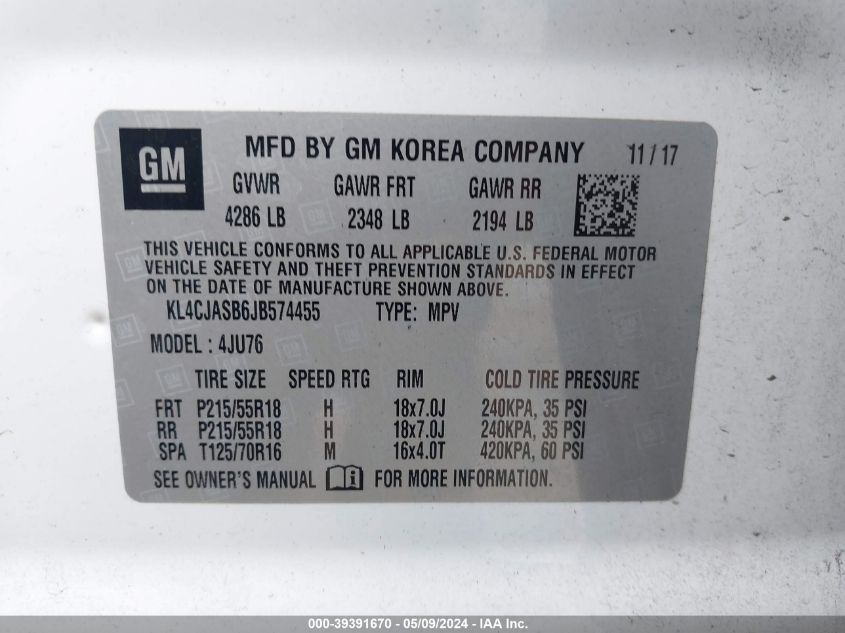 GM MFD BY GM KOREA COMPANY 11/17
GVWR GAWR FRT GAWR RR
4286 LB 2348 LB 2194 LB
THIS VEHICLE CONFORMS TO ALL APPLICABLE U.S. FEDERAL MOTOR
VEHICLE SAFETY AND THEFT PREVENTION STANDARDS IN EFFECT
ON THE DATE OF MANUFACTURE SHOWN ABOVE.
KL4CJASB6JB574455 TYPE: MPV
MODEL : 4JU76
TIRE SIZE SPEED RTG RIM COLD TIRE PRESSURE
FRT P215/55R18 H 18x7.0J 240KPA, 35 PSI
RR P215/55R18 H 18x7.0J 240KPA, 35 PSI
SPA T125/70R16 M 16x4.0T 420KPA, 60 PSI
SEE OWNER'S MANUAL FOR MORE INFORMATION.
000-39391670 - 05/09/2024 - IAA Inc.